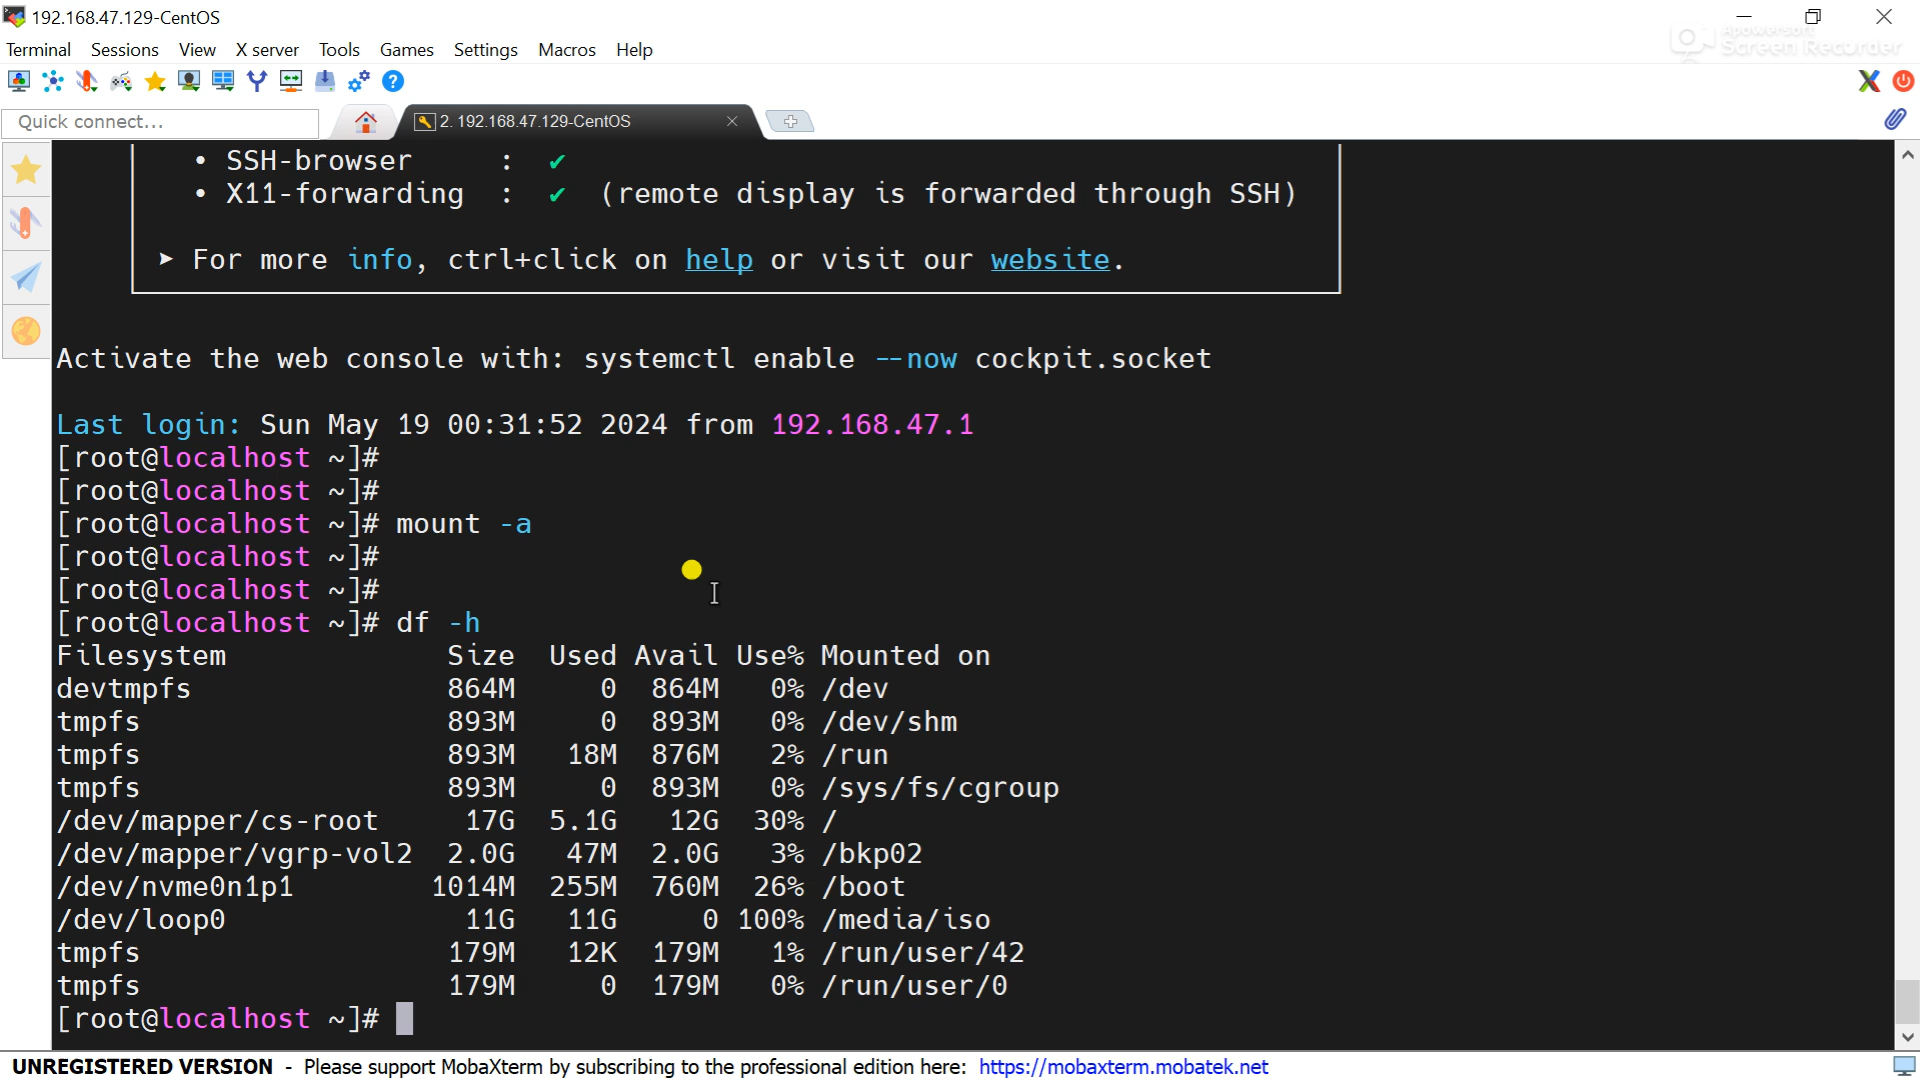 192.168.47.129-CentOS
Apowersoft
Screen Recorder
Terminal Sessions View X server Tools Games Settings Macros Help
Quick connect...
2. 192.168.47.129-CentOS
• SSH-browser : ✔
• X11-forwarding : ✔ (remote display is forwarded through SSH)
► For more info, ctrl+click on help or visit our website.
Activate the web console with: systemctl enable --now cockpit.socket
Last login: Sun May 19 00:31:52 2024 from 192.168.47.1
[root@localhost ~]#
[root@localhost ~]#
[root@localhost ~]# mount -a
[root@localhost ~]#
[root@localhost ~]#
[root@localhost ~]# df -h
Filesystem Size Used Avail Use% Mounted on
devtmpfs 864M 0 864M 0% /dev
tmpfs 893M 0 893M 0% /dev/shm
tmpfs 893M 18M 876M 2% /run
tmpfs 893M 0 893M 0% /sys/fs/cgroup
/dev/mapper/cs-root 17G 5.1G 12G 30% /
/dev/mapper/vgrp-vol2 2.0G 47M 2.0G 3% /bkp02
/dev/nvme0n1p1 1014M 255M 760M 26% /boot
/dev/loop0 11G 11G 0 100% /media/iso
tmpfs 179M 12K 179M 1% /run/user/42
tmpfs 179M 0 179M 0% /run/user/0
[root@localhost ~]#
UNREGISTERED VERSION - Please support MobaXterm by subscribing to the professional edition here: https://mobaxterm.mobatek.net